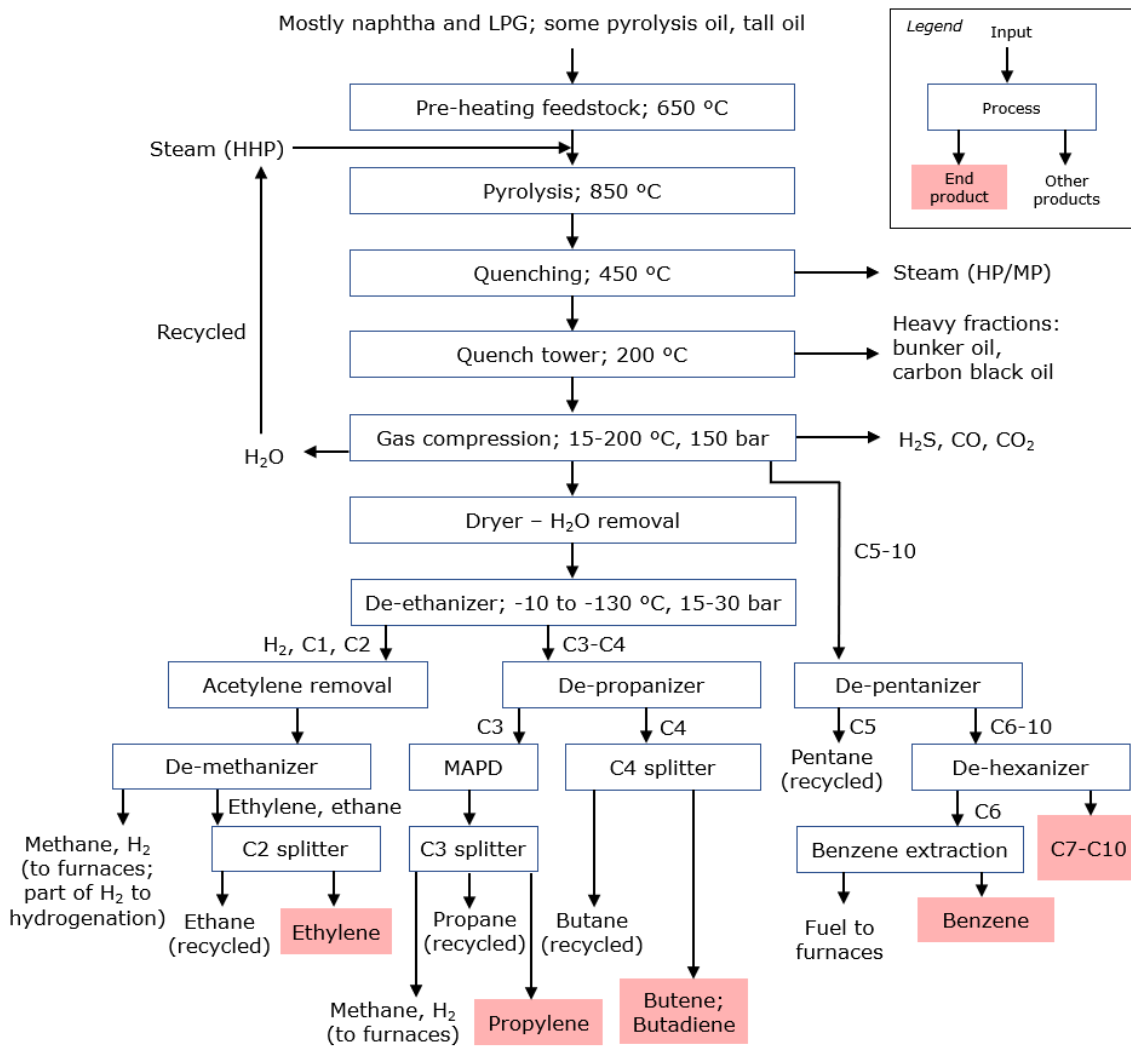 Mostly naphtha and LPG; some pyrolysis oil, tall oil
Legend
Input
Process
End
product
Other
products
Pre-heating feedstock; 650 ºC
Steam (HHP)
Pyrolysis; 850 ºC
Quenching; 450 ºC
Steam (HP/MP)
Recycled
Quench tower; 200 ºC
Heavy fractions:
bunker oil,
carbon black oil
Gas compression; 15-200 ºC, 150 bar
H₂O
H₂S, CO, CO₂
Dryer – H₂O removal
C5-10
De-ethanizer; -10 to -130 ºC, 15-30 bar
H₂, C1, C2
C3-C4
Acetylene removal
De-propanizer
De-pentanizer
C3
C4
C5
C6-10
De-methanizer
MAPD
C4 splitter
Pentane
(recycled)
De-hexanizer
Ethylene, ethane
C6
Methane, H₂
(to furnaces;
part of H₂ to
hydrogenation)
C2 splitter
C3 splitter
Benzene extraction
C7-C10
Ethane
(recycled)
Ethylene
Propane
(recycled)
Butane
(recycled)
Fuel to
furnaces
Benzene
Methane, H₂
(to furnaces)
Propylene
Butene;
Butadiene